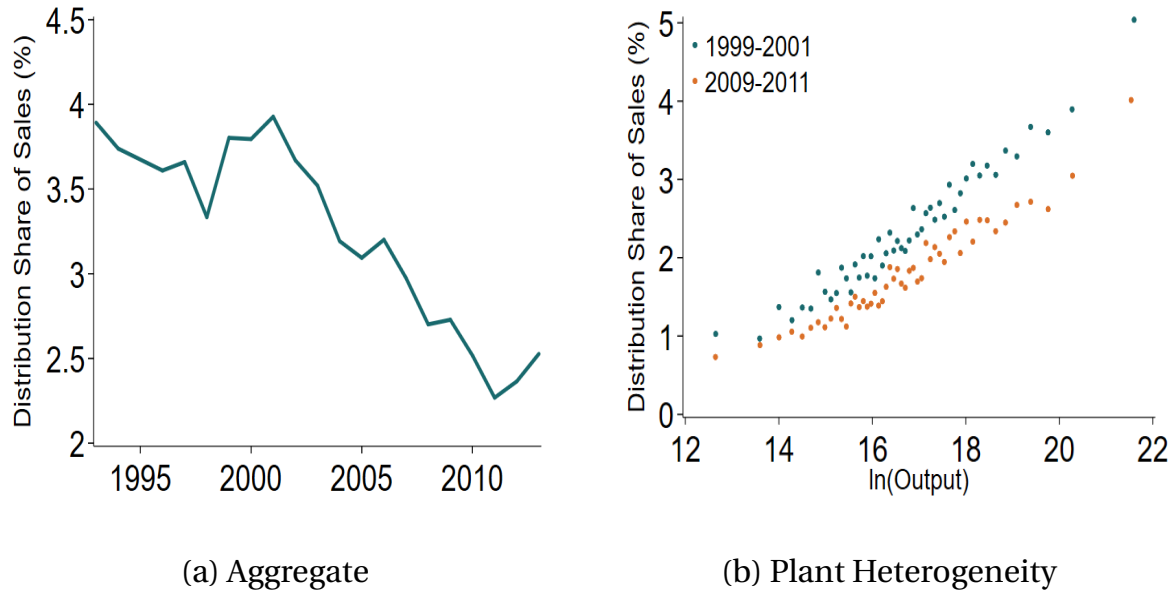 Distribution Share of Sales (%)
4.5
4
3.5
3
2.5
2
1995 2000 2005 2010
(a) Aggregate
Distribution Share of Sales (%)
5
4
3
2
1
0
1999-2001
2009-2011
12 14 16 18 20 22
ln(Output)
(b) Plant Heterogeneity